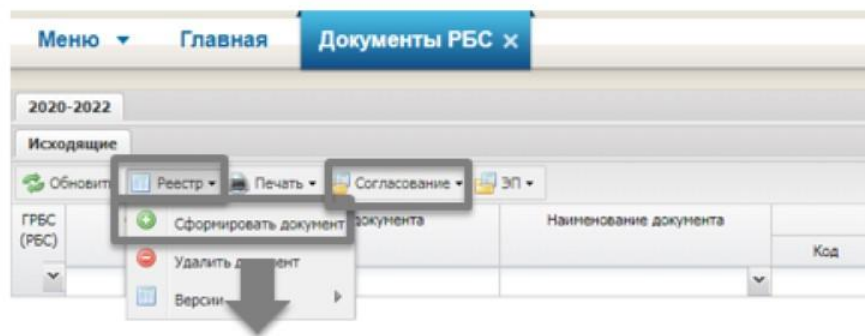 Меню Главная Документы РБС ×
2020-2022
Исходящие
Обновить Реестр Печать Согласование ЭП
ГРБС (РБС) документа Наименование документа
Код
Сформировать документ
Удалить документ
Версии